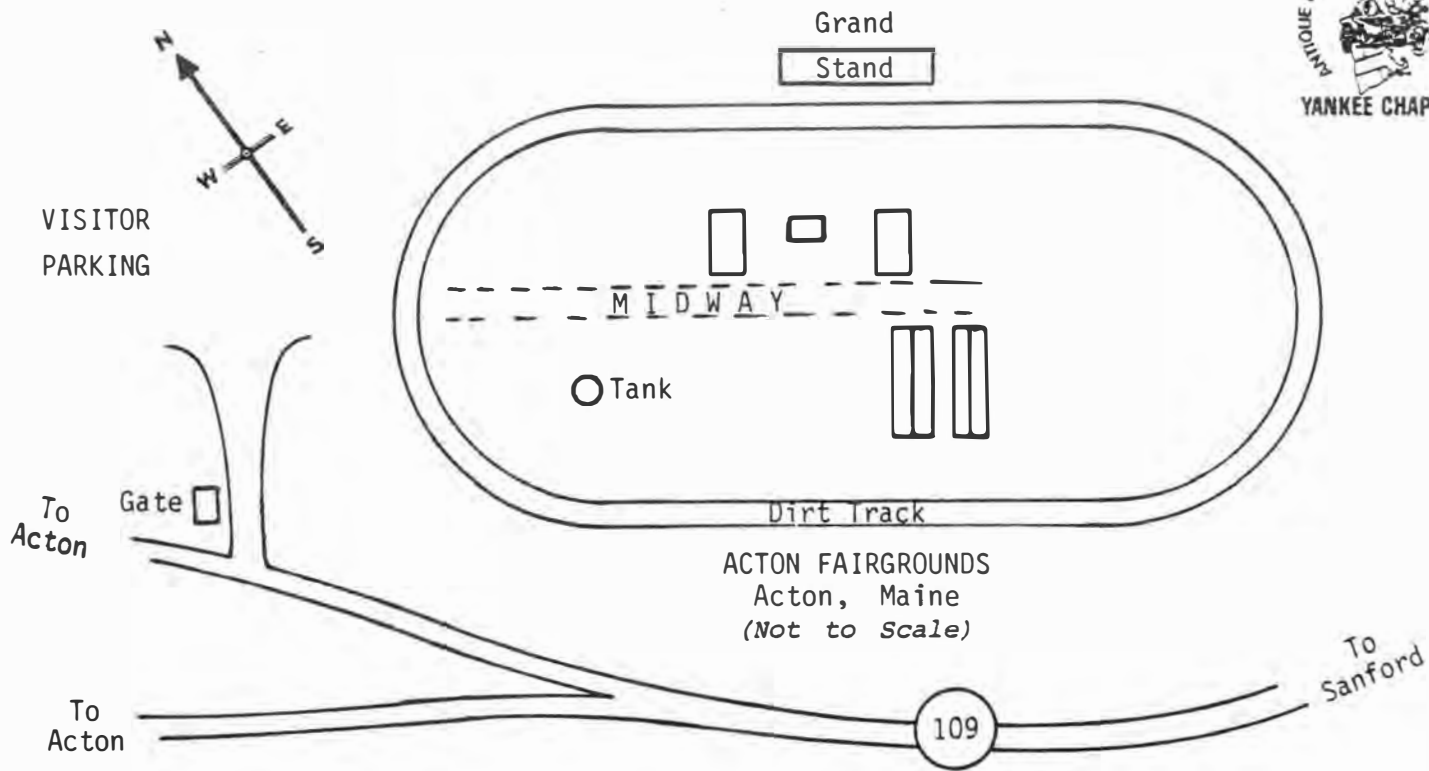 Grand
Stand
ANTIQUE
YANKEE CHAP
N
E
W
S
VISITOR
PARKING
MIDWAY
Tank
Gate
To
Acton
Dirt Track
ACTON FAIRGROUNDS
Acton, Maine
(Not to Scale)
To
Sanford
To
Acton
109